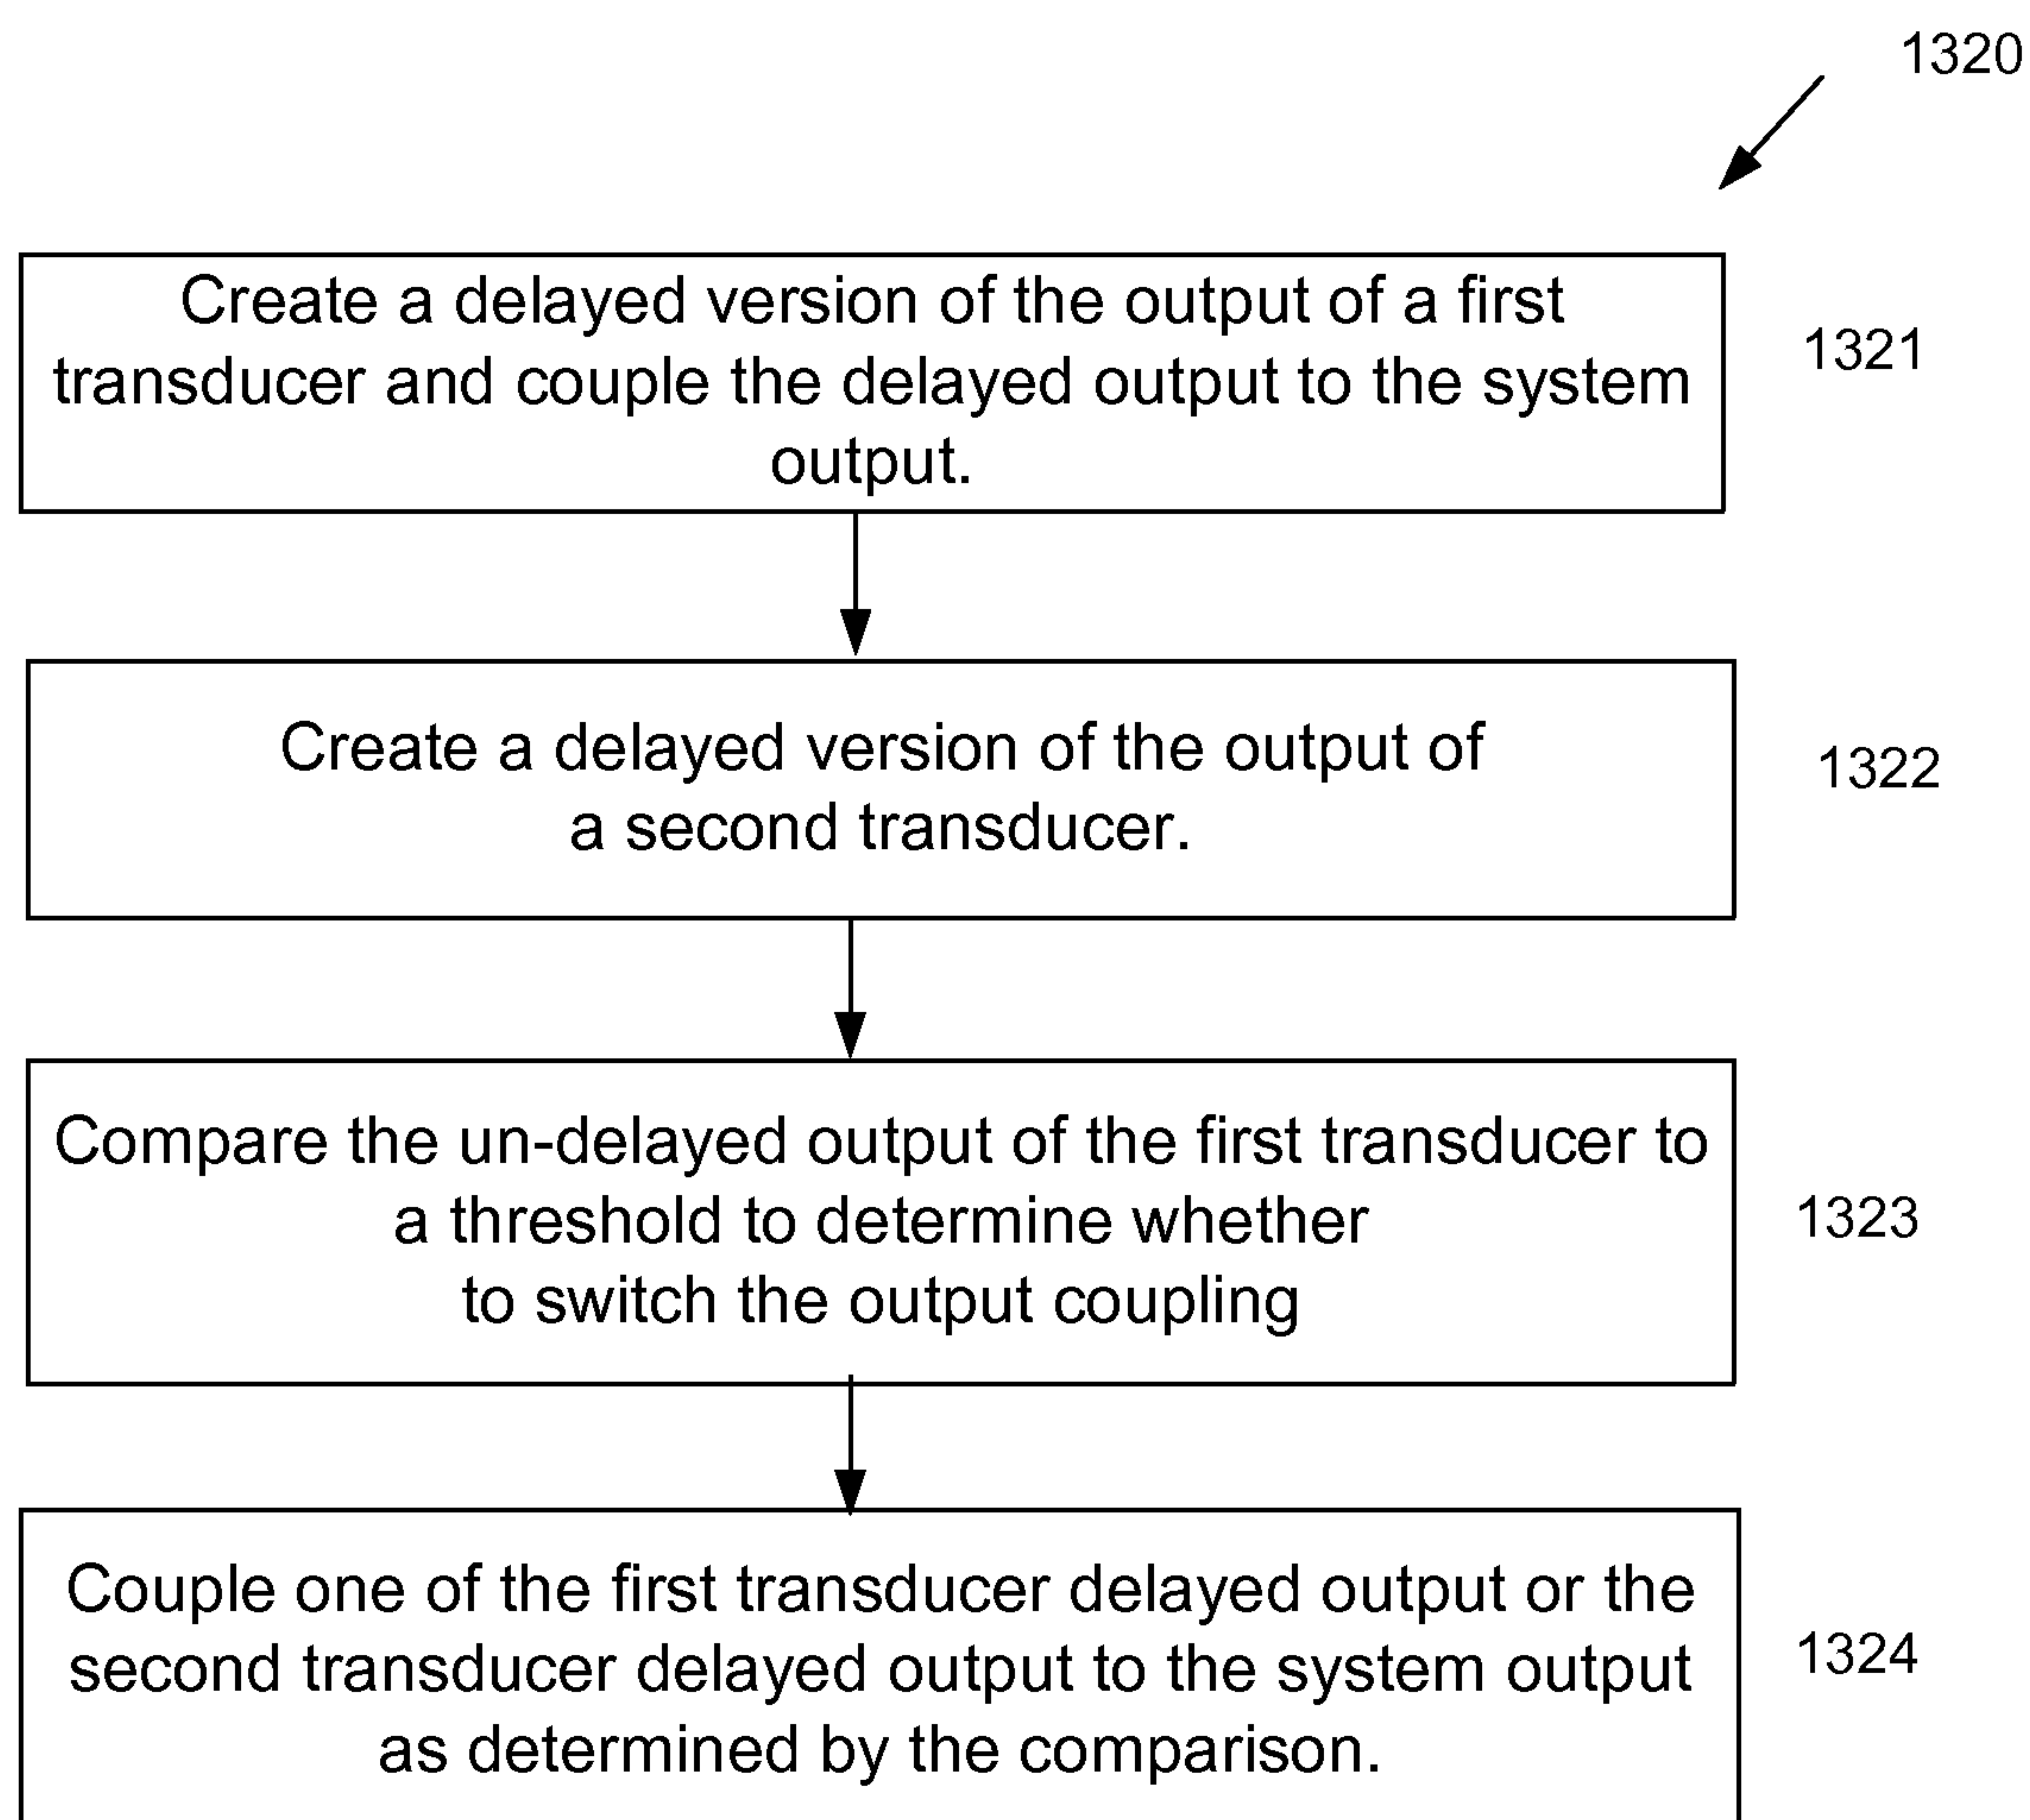 1320
Create a delayed version of the output of a first
transducer and couple the delayed output to the system
output.
1321
Create a delayed version of the output of
a second transducer.
1322
Compare the un-delayed output of the first transducer to
a threshold to determine whether
to switch the output coupling
1323
Couple one of the first transducer delayed output or the
second transducer delayed output to the system output
as determined by the comparison.
1324